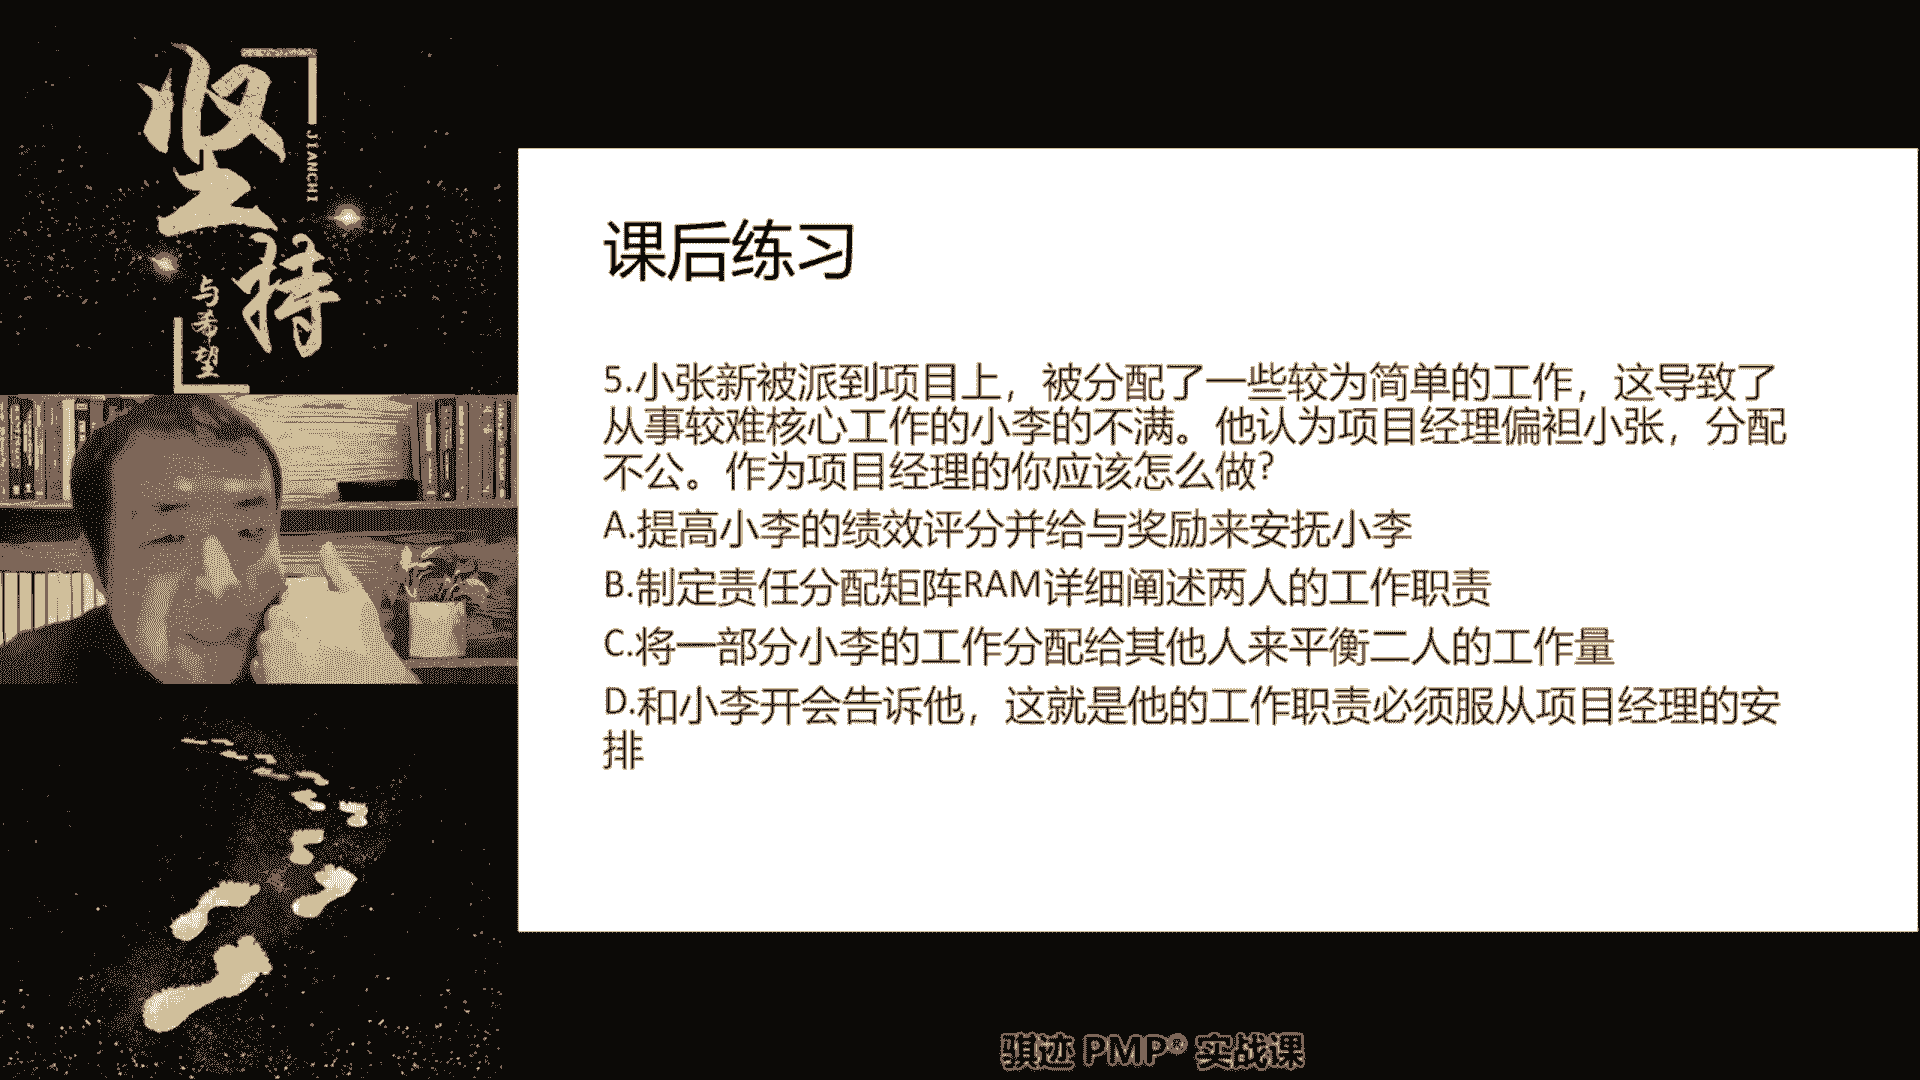 坚持
JIANCHI
与希望
课后练习
5.小张新被派到项目上，被分配了一些较为简单的工作，这导致了
从事较难核心工作的小李的不满。他认为项目经理偏袒小张，分配
不公。作为项目经理的你应该怎么做?
A.提高小李的绩效评分并给与奖励来安抚小李
B.制定责任分配矩阵RAM详细阐述两人的工作职责
C.将一部分小李的工作分配给其他人来平衡二人的工作量
D.和小李开会告诉他，这就是他的工作职责必须服从项目经理的安
排
骐迹 PMP® 实战课